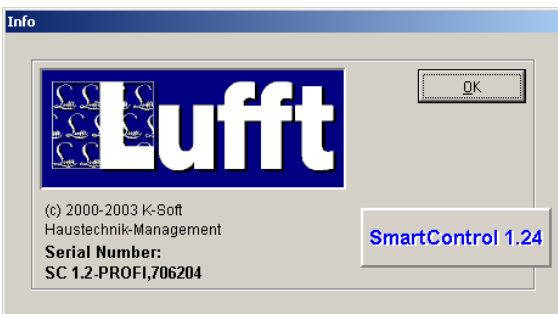 Info
Lufft
OK
(c) 2000-2003 K-Soft
Haustechnik-Management
Serial Number:
SC 1.2-PROFI,706204
SmartControl 1.24